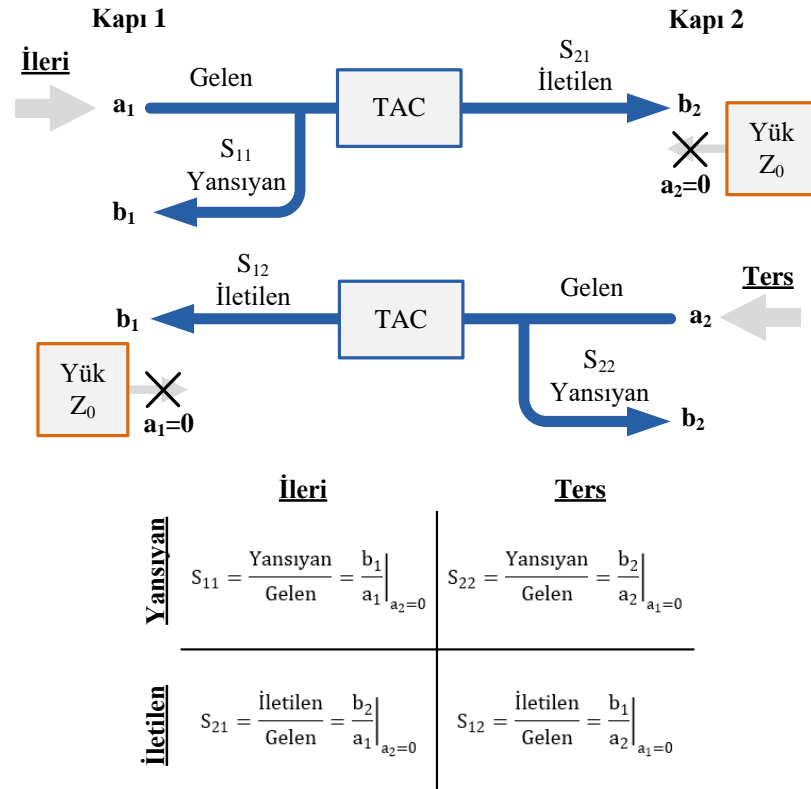 Kapı 1
Kapı 2
İleri
Gelen
S21
İletilen
a1
TAC
b2
S11
Yansıyan
a2=0
Yük
Z0
b1
S12
İletilen
Gelen
Ters
b1
TAC
a2
Yük
Z0
a1=0
S22
Yansıyan
b2
İleri
Ters
Yansıyan
S11 = Yansıyan/Gelen = b1/a1|a2=0
S22 = Yansıyan/Gelen = b2/a2|a1=0
İletilen
S21 = İletilen/Gelen = b2/a1|a2=0
S12 = İletilen/Gelen = b1/a2|a1=0